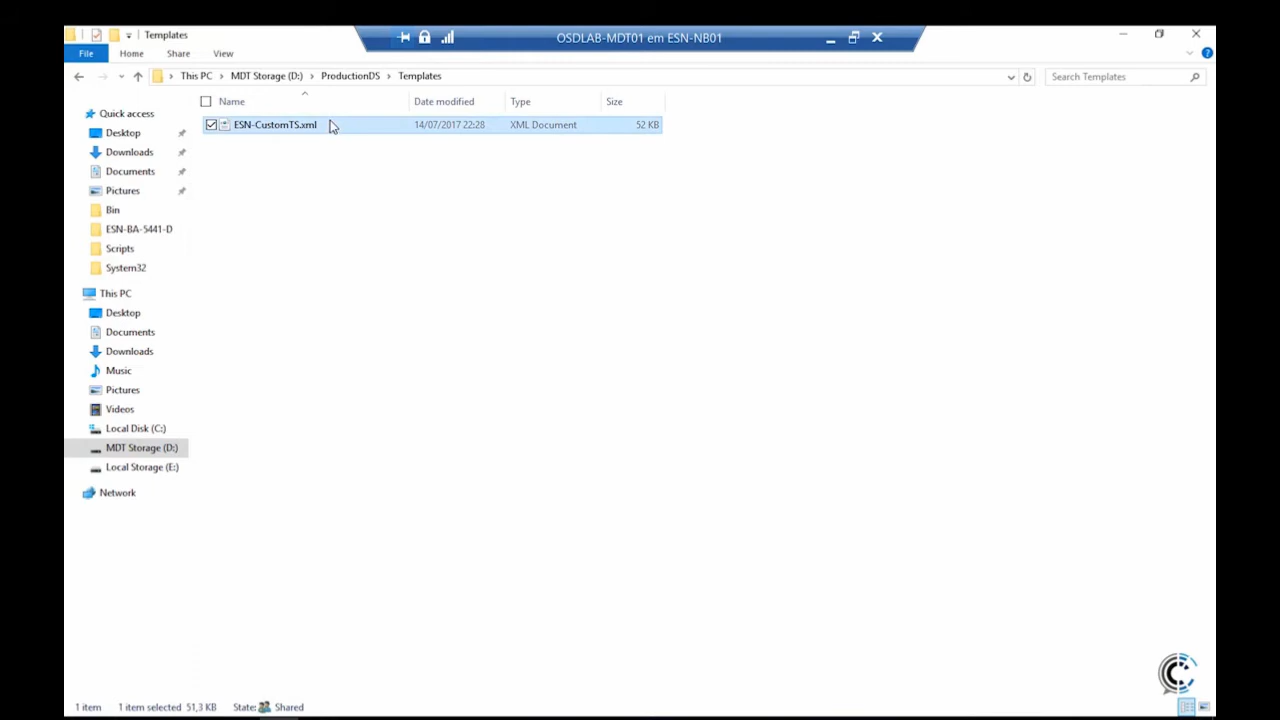 Templates
OSDLAB-MDT01 em ESN-NB01
File Home Share View
This PC MDT Storage (D:) ProductionDS Templates Search Templates
Name Date modified Type Size
ESN-CustomTS.xml 14/07/2017 22:28 XML Document 52 KB
Quick access
Desktop
Downloads
Documents
Pictures
Bin
ESN-BA-5441-D
Scripts
System32
This PC
Desktop
Documents
Downloads
Music
Pictures
Videos
Local Disk (C:)
MDT Storage (D:)
Local Storage (E:)
Network
1 item 1 item selected 51,3 KB State: Shared